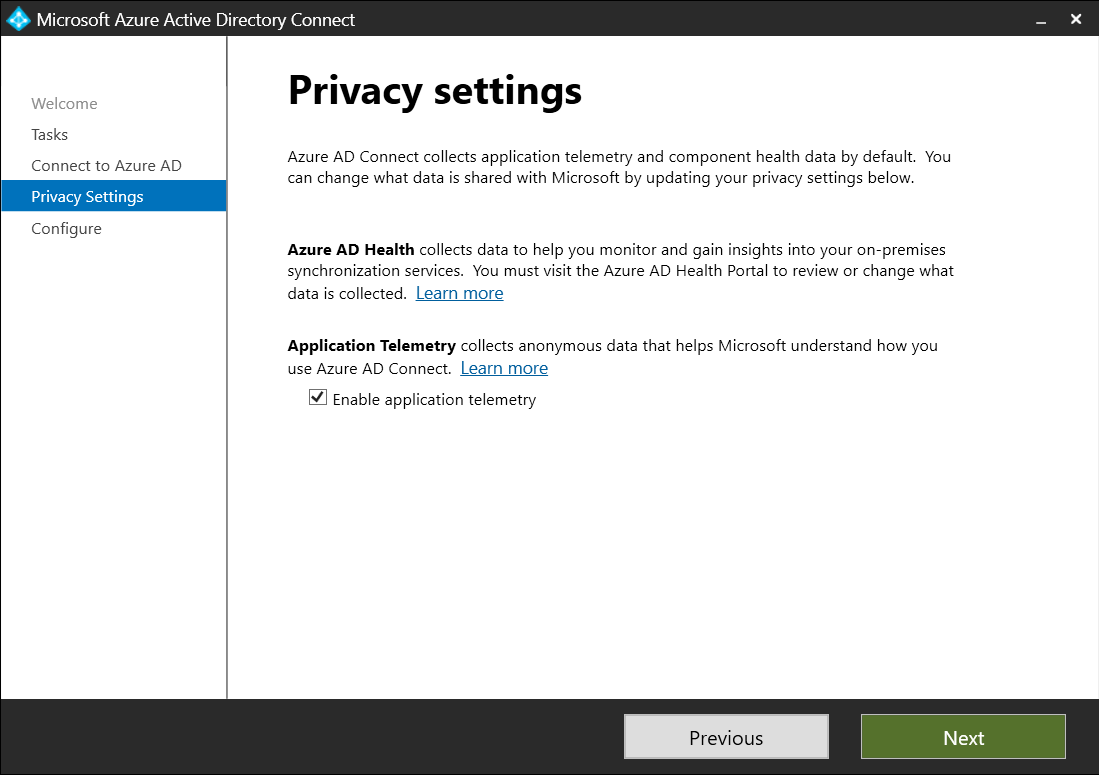 Microsoft Azure Active Directory Connect
Welcome
Tasks
Connect to Azure AD
Privacy Settings
Configure
Privacy settings
Azure AD Connect collects application telemetry and component health data by default.  You
can change what data is shared with Microsoft by updating your privacy settings below.
Azure AD Health collects data to help you monitor and gain insights into your on-premises
synchronization services.  You must visit the Azure AD Health Portal to review or change what
data is collected.  Learn more
Application Telemetry collects anonymous data that helps Microsoft understand how you
use Azure AD Connect.  Learn more
Enable application telemetry
Previous
Next